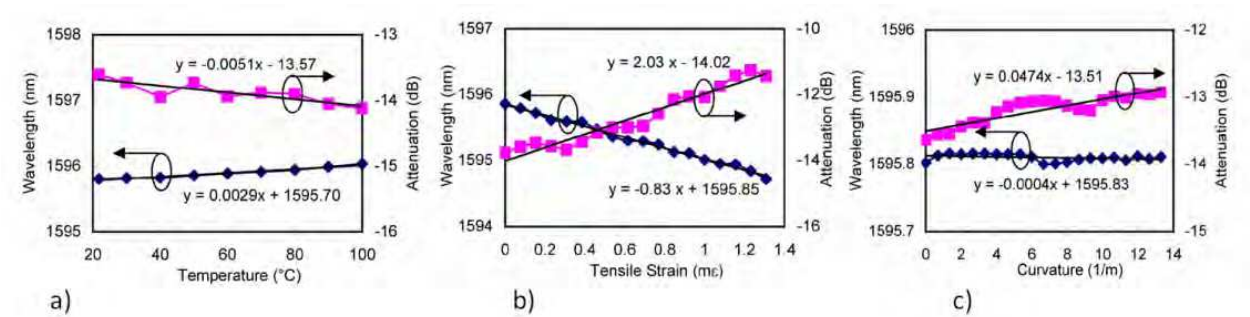 1598
1597
1596
1595
-13
-14
-15
-16
y = -0.0051x - 13.57
y = 0.0029x + 1595.70
Wavelength (nm)
Attenuation (dB)
20 40 60 80 100
Temperature (°C)
a)
1597
1596
1595
1594
-10
-12
-14
-16
y = 2.03 x - 14.02
y = -0.83 x + 1595.85
Wavelength (nm)
Attenuation (dB)
0 0.2 0.4 0.6 0.8 1 1.2 1.4
Tensile Strain (mε)
b)
1596
1595.9
1595.8
1595.7
-12
-13
-14
-15
y = 0.0474x - 13.51
y = -0.0004x + 1595.83
Wavelength (nm)
Attenuation (dB)
0 2 4 6 8 10 12 14
Curvature (1/m)
c)